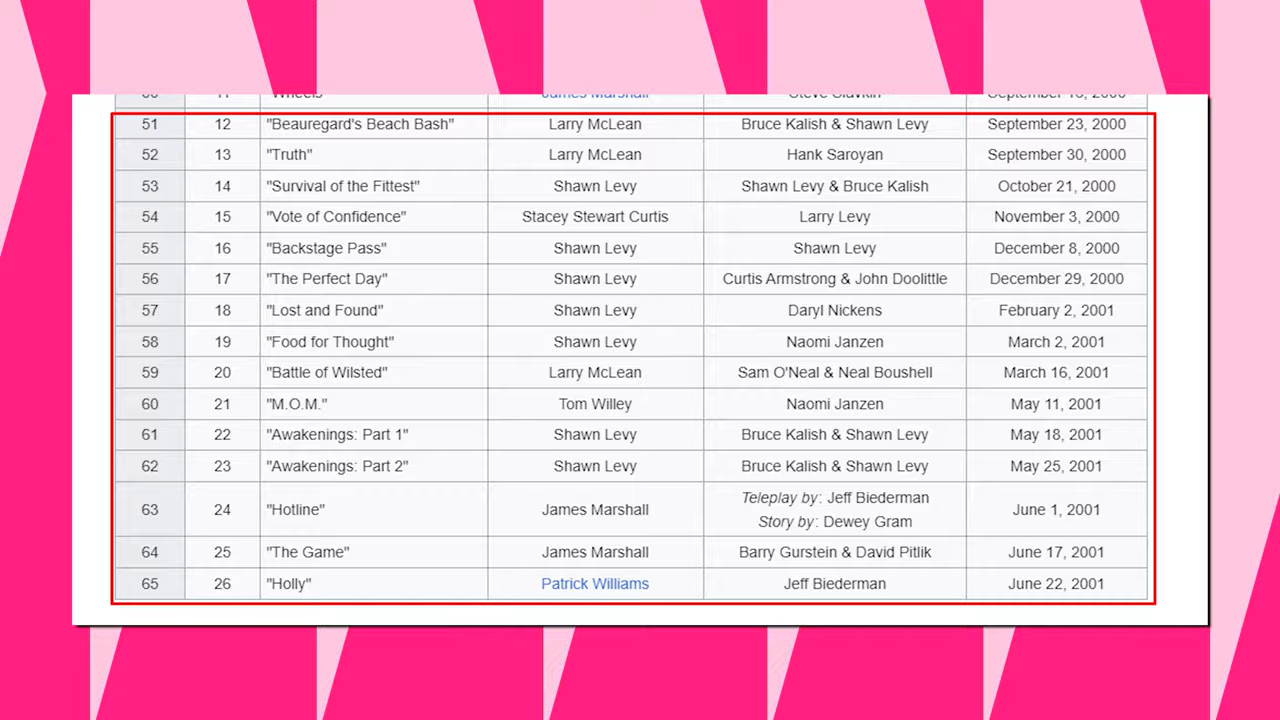 51 12 "Beauregard's Beach Bash" Larry McLean Bruce Kalish & Shawn Levy September 23, 2000
52 13 "Truth" Larry McLean Hank Saroyan September 30, 2000
53 14 "Survival of the Fittest" Shawn Levy Shawn Levy & Bruce Kalish October 21, 2000
54 15 "Vote of Confidence" Stacey Stewart Curtis Larry Levy November 3, 2000
55 16 "Backstage Pass" Shawn Levy Shawn Levy December 8, 2000
56 17 "The Perfect Day" Shawn Levy Curtis Armstrong & John Doolittle December 29, 2000
57 18 "Lost and Found" Shawn Levy Daryl Nickens February 2, 2001
58 19 "Food for Thought" Shawn Levy Naomi Janzen March 2, 2001
59 20 "Battle of Wilsted" Larry McLean Sam O'Neal & Neal Boushell March 16, 2001
60 21 "M.O.M." Tom Willey Naomi Janzen May 11, 2001
61 22 "Awakenings: Part 1" Shawn Levy Bruce Kalish & Shawn Levy May 18, 2001
62 23 "Awakenings: Part 2" Shawn Levy Bruce Kalish & Shawn Levy May 25, 2001
63 24 "Hotline" James Marshall Teleplay by: Jeff Biederman June 1, 2001
Story by: Dewey Gram
64 25 "The Game" James Marshall Barry Gurstein & David Pitlik June 17, 2001
65 26 "Holly" Patrick Williams Jeff Biederman June 22, 2001